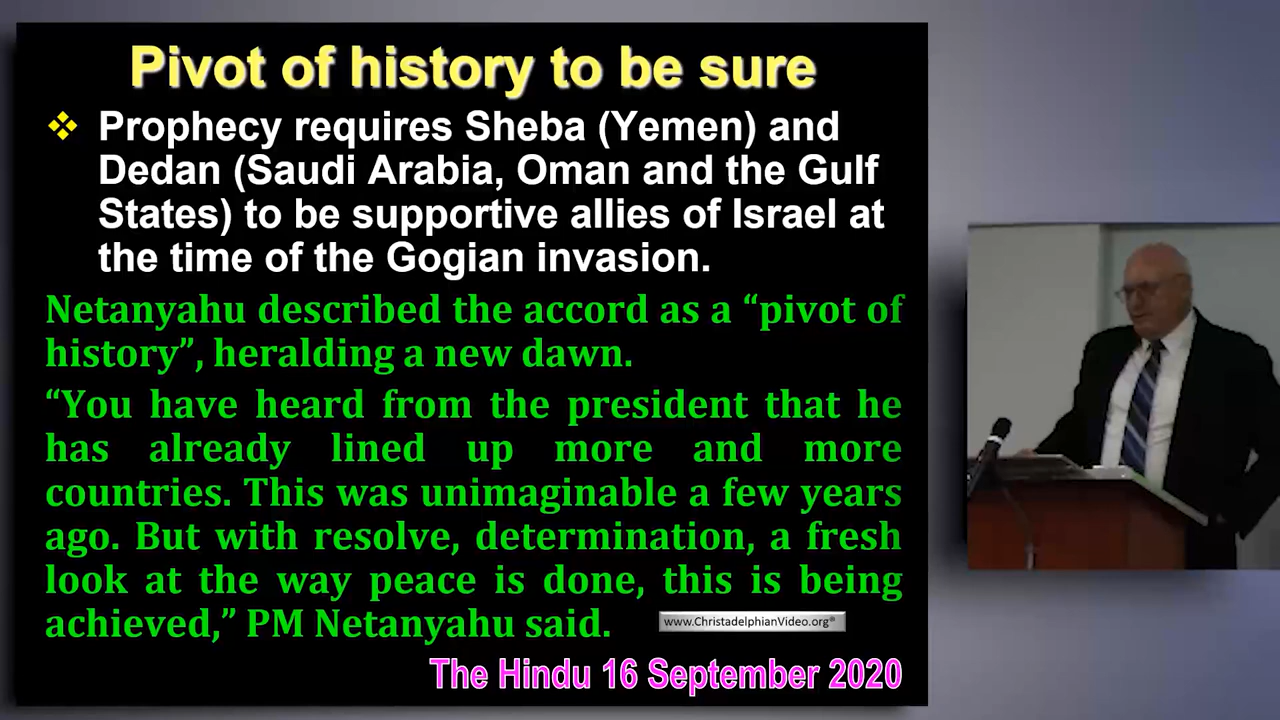 Pivot of history to be sure
❖ Prophecy requires Sheba (Yemen) and
Dedan (Saudi Arabia, Oman and the Gulf
States) to be supportive allies of Israel at
the time of the Gogian invasion.
Netanyahu described the accord as a “pivot of
history”, heralding a new dawn.
“You have heard from the president that he
has already lined up more and more
countries. This was unimaginable a few years
ago. But with resolve, determination, a fresh
look at the way peace is done, this is being
achieved,” PM Netanyahu said.
www.ChristadelphianVideo.org®
The Hindu 16 September 2020